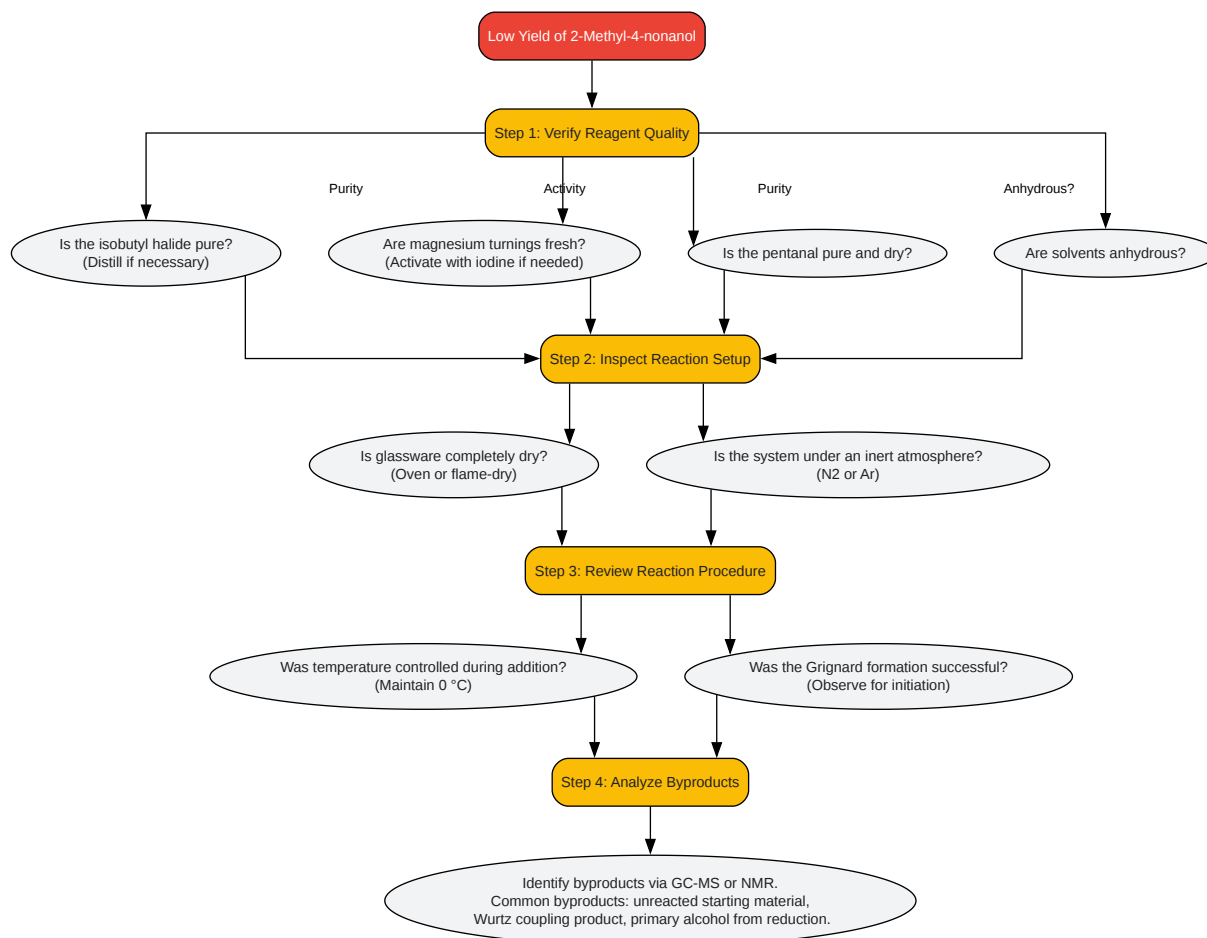 Low Yield of 2-Methyl-4-nonanol
Step 1: Verify Reagent Quality
Purity
Activity
Purity
Anhydrous?
Is the isobutyl halide pure?
(Distill if necessary)
Are magnesium turnings fresh?
(Activate with iodine if needed)
Is the pentanal pure and dry?
Are solvents anhydrous?
Step 2: Inspect Reaction Setup
Is glassware completely dry?
(Oven or flame-dry)
Is the system under an inert atmosphere?
(N2 or Ar)
Step 3: Review Reaction Procedure
Was temperature controlled during addition?
(Maintain 0 °C)
Was the Grignard formation successful?
(Observe for initiation)
Step 4: Analyze Byproducts
Identify byproducts via GC-MS or NMR.
Common byproducts: unreacted starting material,
Wurtz coupling product, primary alcohol from reduction.